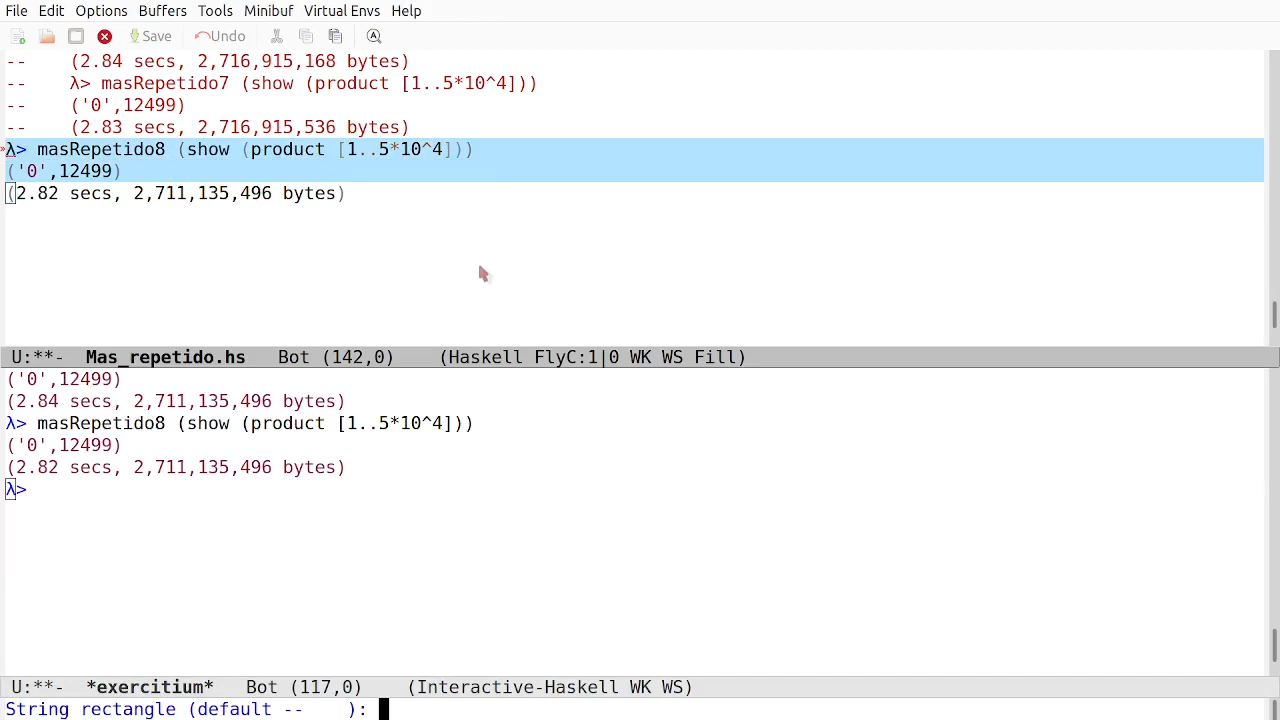 File Edit Options Buffers Tools Minibuf Virtual Envs Help
Save Undo
--    (2.84 secs, 2,716,915,168 bytes)
--    λ> masRepetido7 (show (product [1..5*10^4]))
--    ('0',12499)
--    (2.83 secs, 2,716,915,536 bytes)
λ> masRepetido8 (show (product [1..5*10^4]))
('0',12499)
(2.82 secs, 2,711,135,496 bytes)
U:**-  Mas_repetido.hs   Bot (142,0)    (Haskell FlyC:1|0 WK WS Fill)
('0',12499)
(2.84 secs, 2,711,135,496 bytes)
λ> masRepetido8 (show (product [1..5*10^4]))
('0',12499)
(2.82 secs, 2,711,135,496 bytes)
λ>
U:**-  *exercitium*   Bot (117,0)    (Interactive-Haskell WK WS)
String rectangle (default --    ):